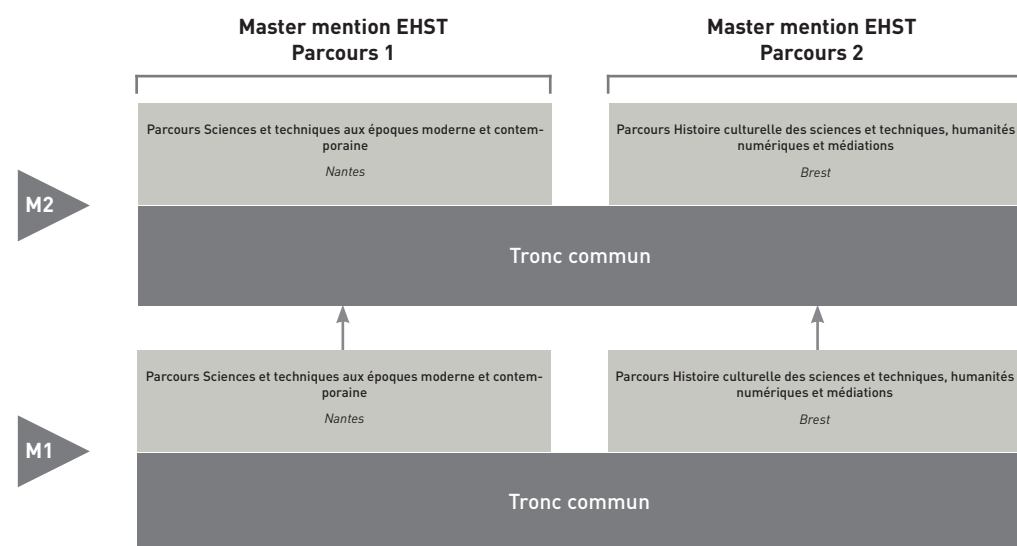 Master mention EHST
Parcours 1
Master mention EHST
Parcours 2
Parcours Sciences et techniques aux époques moderne et contem-
poraine
Nantes
Parcours Histoire culturelle des sciences et techniques, humanités
numériques et médiations
Brest
M2
Tronc commun
Parcours Sciences et techniques aux époques moderne et contem-
poraine
Nantes
Parcours Histoire culturelle des sciences et techniques, humanités
numériques et médiations
Brest
M1
Tronc commun